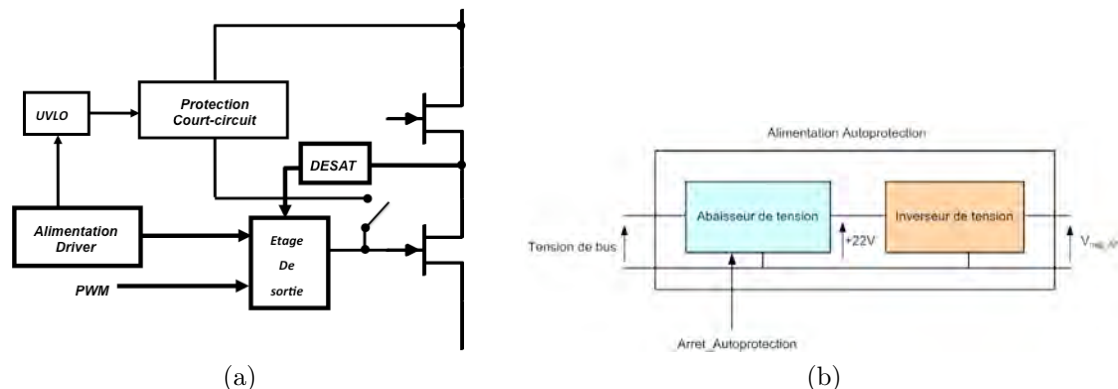 UVLO
Protection
Court-circuit
DESAT
Alimentation
Driver
Etage
De
sortie
PWM
(a)
Alimentation Autoprotection
Abaisseur de tension
Inverseur de tension
Tension de bus
+22V
_Arret_Autoprotection
(b)